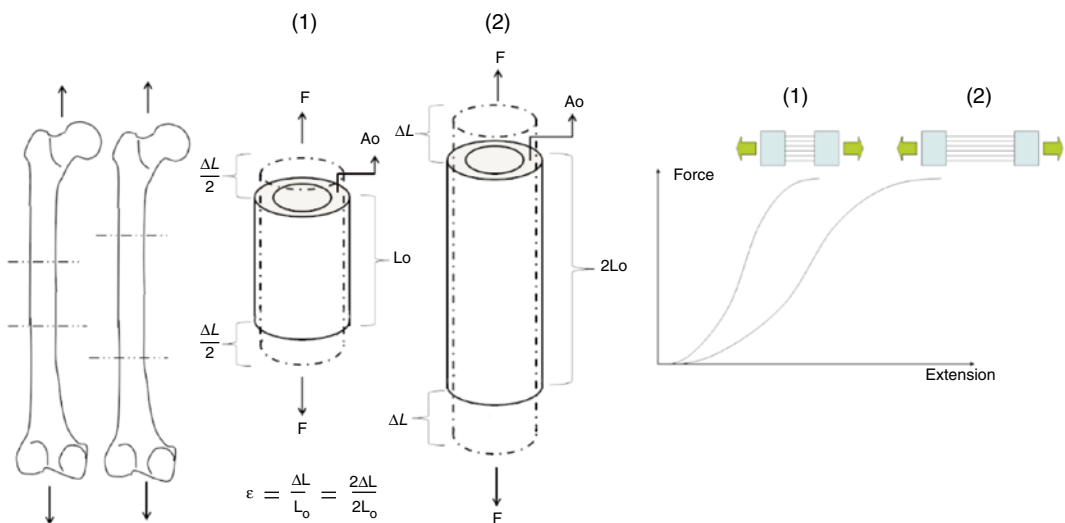 (1)
(2)
F
F
ΔL
Ao
ΔL
2
Ao
Lo
2Lo
ΔL
2
F
ΔL
F
ε = ΔL/Lo = 2ΔL/2Lo
(1)
(2)
Force
Extension